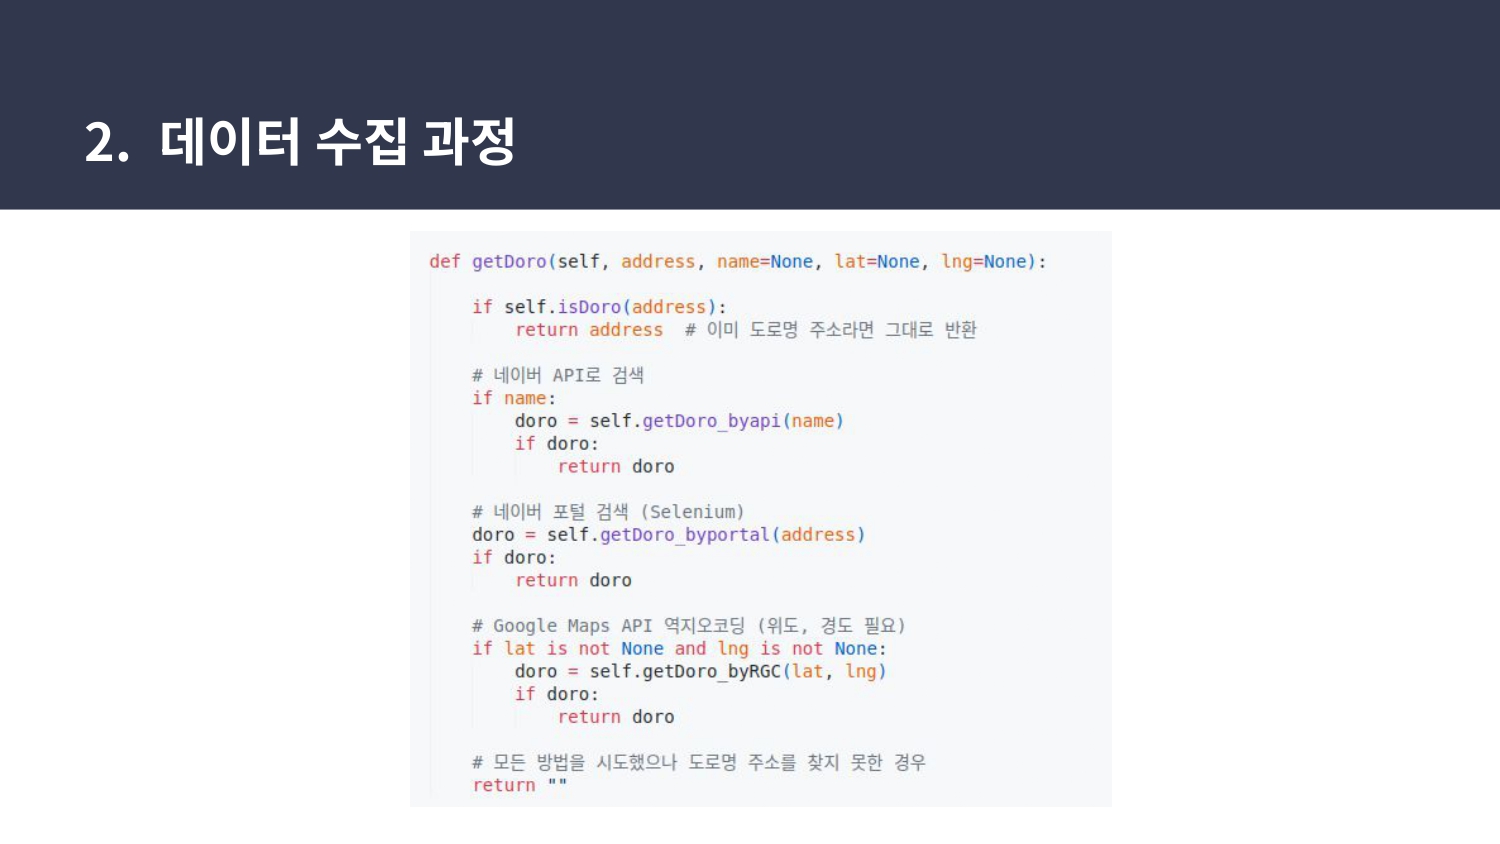 2. 데이터 수집 과정
def getDoro(self, address, name=None, lat=None, lng=None):
    if self.isDoro(address):
        return address  # 이미 도로명 주소라면 그대로 반환
    # 네이버 API로 검색
    if name:
        doro = self.getDoro_byapi(name)
        if doro:
            return doro
    # 네이버 포털 검색 (Selenium)
    doro = self.getDoro_byportal(address)
    if doro:
        return doro
    # Google Maps API 역지오코딩 (위도, 경도 필요)
    if lat is not None and lng is not None:
        doro = self.getDoro_byRGC(lat, lng)
        if doro:
            return doro
    # 모든 방법을 시도했으나 도로명 주소를 찾지 못한 경우
    return ""